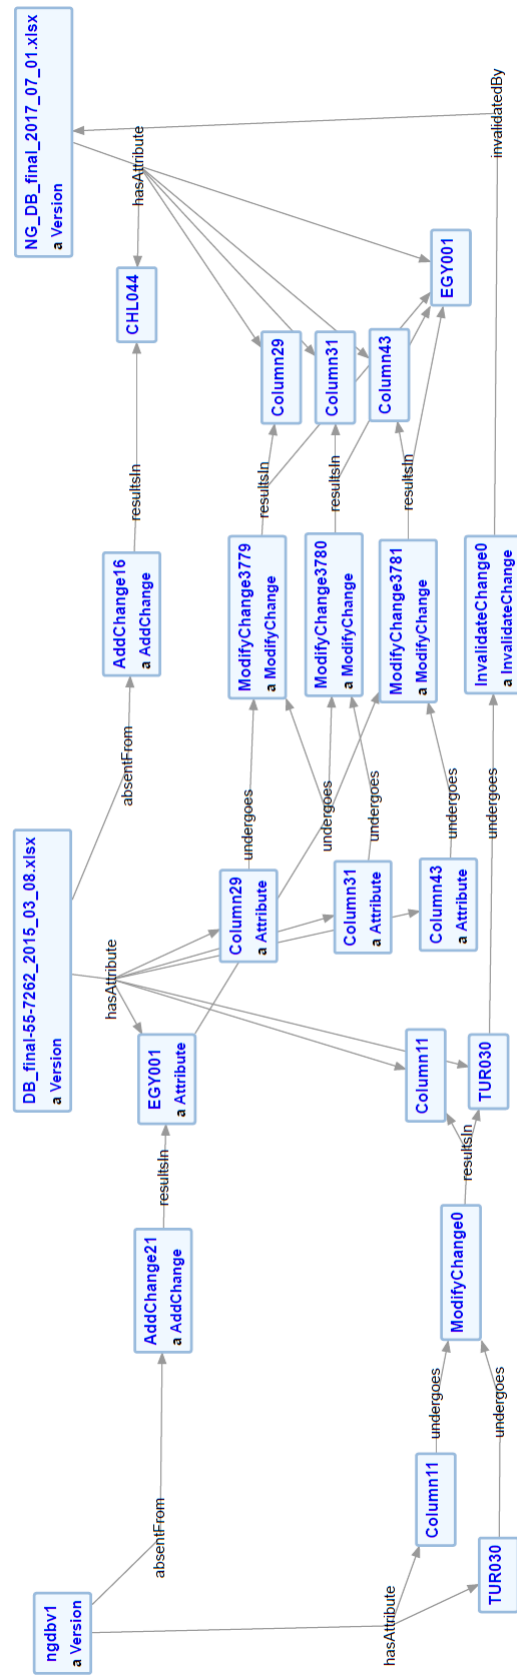 ngdbv1
a Version
absentFrom
hasAttribute
AddChange21
a AddChange
Column11
TUR030
undergoes
undergoes
resultsIn
ModifyChange0
resultsIn
DB_final-55-7262_2015_03_08.xlsx
a Version
hasAttribute
EGY001
a Attribute
Column29
a Attribute
Column31
a Attribute
Column43
a Attribute
Column11
TUR030
absentFrom
undergoes
undergoes
undergoes
undergoes
undergoes
AddChange16
a AddChange
ModifyChange3779
a ModifyChange
ModifyChange3780
a ModifyChange
ModifyChange3781
a ModifyChange
InvalidateChange0
a InvalidateChange
resultsIn
resultsIn
resultsIn
resultsIn
CHL044
Column29
Column31
Column43
EGY001
hasAttribute
invalidatedBy
NG_DB_final_2017_07_01.xlsx
a Version